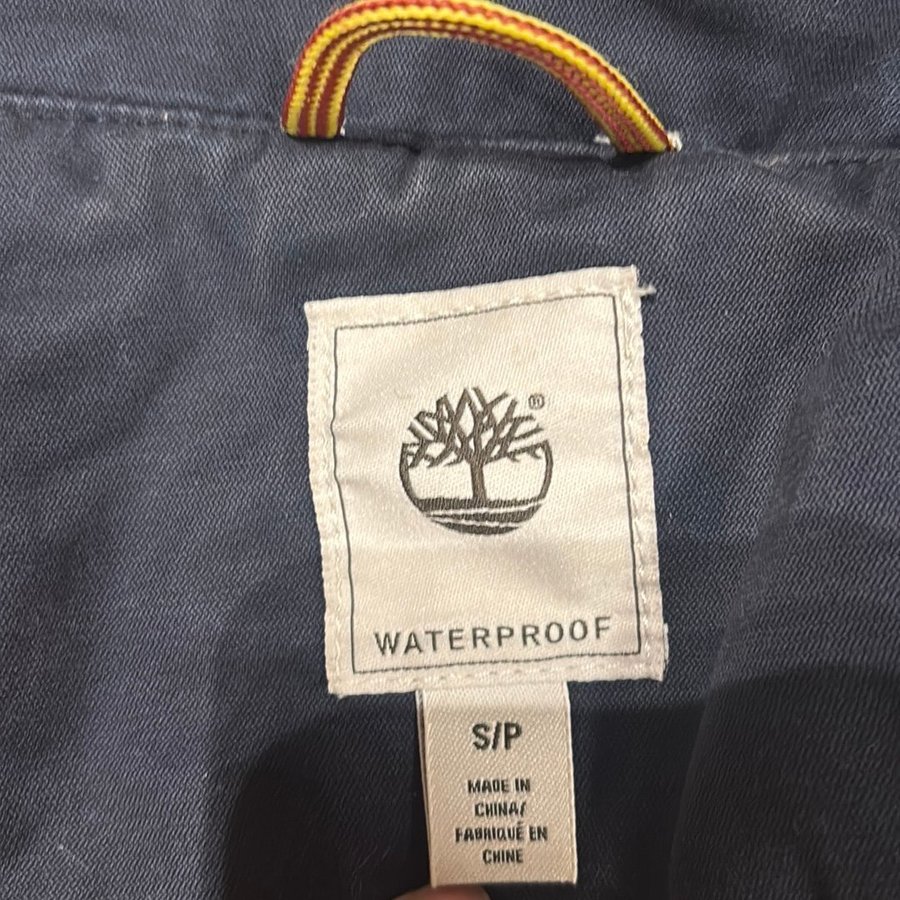 ®
WATERPROOF
S/P
MADE IN
CHINA/
FABRIQUÉ EN
CHINE